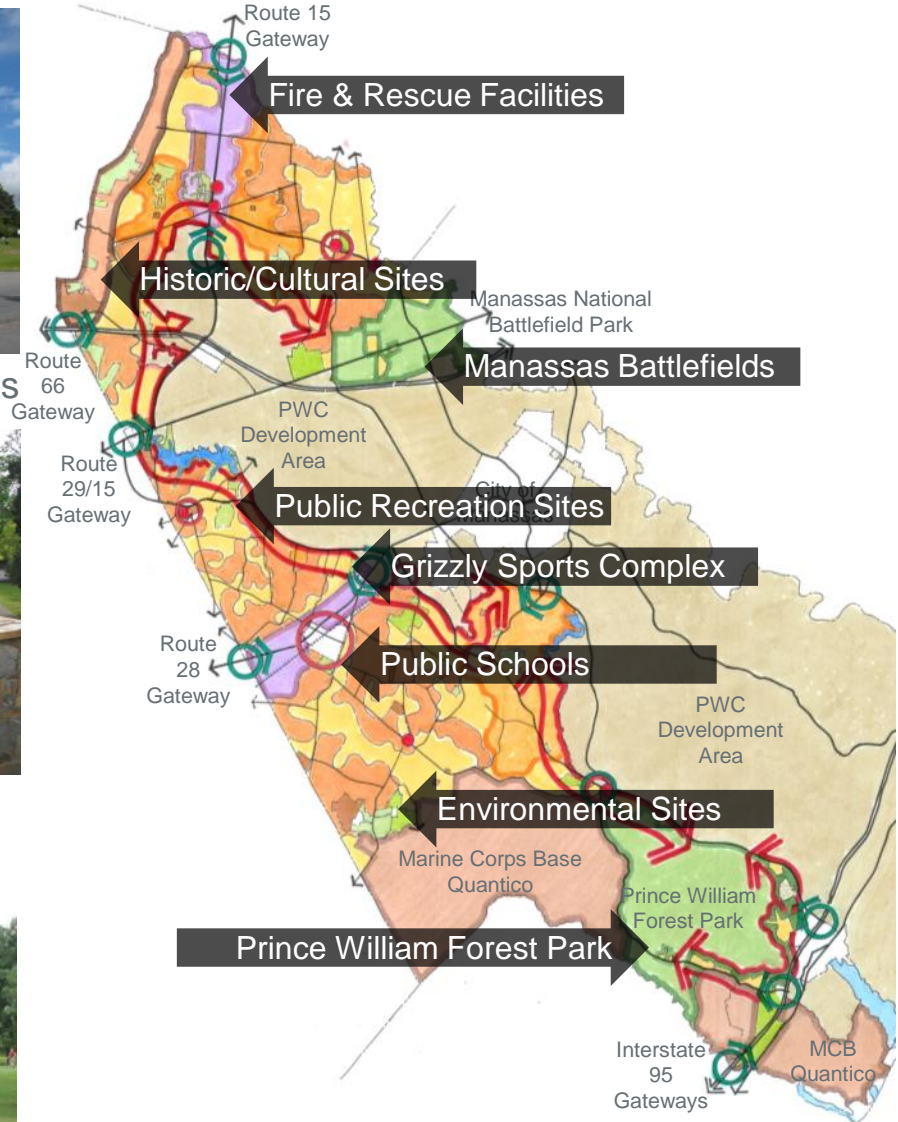 Route 15
Gateway
Fire & Rescue Facilities
Historic/Cultural Sites
Manassas National
Battlefield Park
Manassas Battlefields
s
Route
66
Gateway
PWC
Development
Area
Route
29/15
Gateway
City of
Manassas
Public Recreation Sites
Grizzly Sports Complex
Route
28
Gateway
Public Schools
PWC
Development
Area
Environmental Sites
Marine Corps Base
Quantico
Prince William
Forest Park
Prince William Forest Park
Interstate
95
Gateways
MCB
Quantico